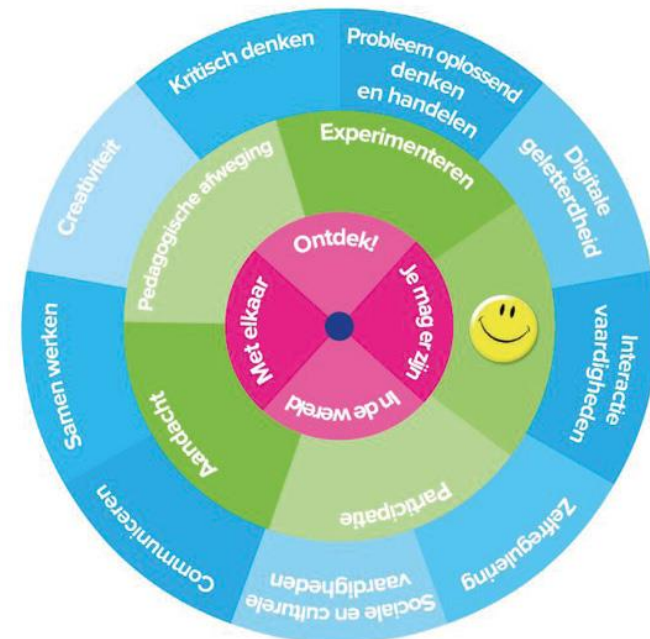 Kritisch denken
Probleem oplossend
denken
en handelen
Digitale
geletterdheid
Interactie
vaardigheden
Zelfregulering
Sociale en culturele
vaardigheden
Communiceren
Samen werken
Creativiteit
Experimenteren
Participatie
Aandacht
Pedagogische afweging
Ontdek!
Je mag er zijn
In de wereld
Met elkaar